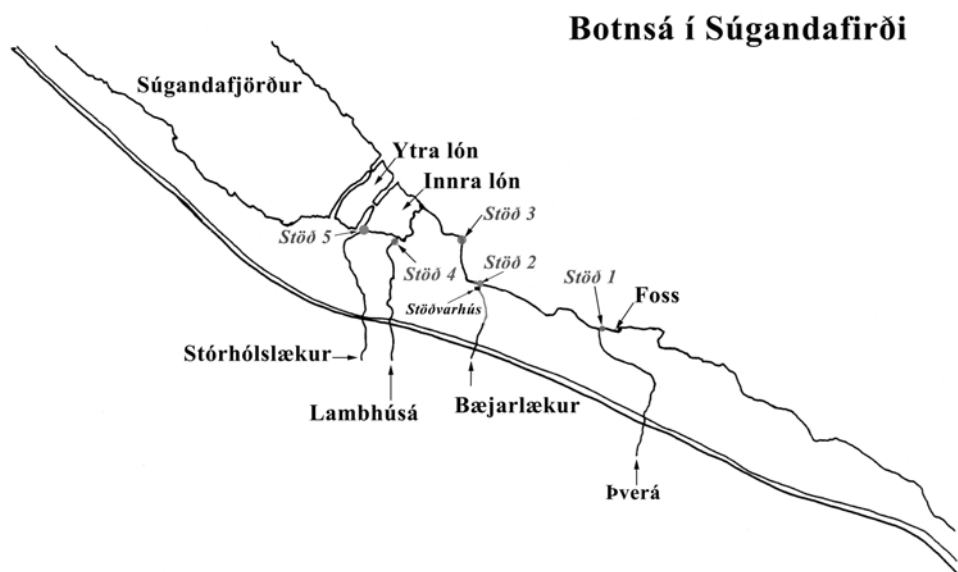 Botnsá í Súgandafirði
Súgandafjörður
Ytra lón
Innra lón
Stöð 3
Stöð 5
Stöð 4
Stöð 2
Stöð 1
Stöðvarhús
Foss
Stórhólslækur
Lambhúsá
Bæjarlækur
Þverá